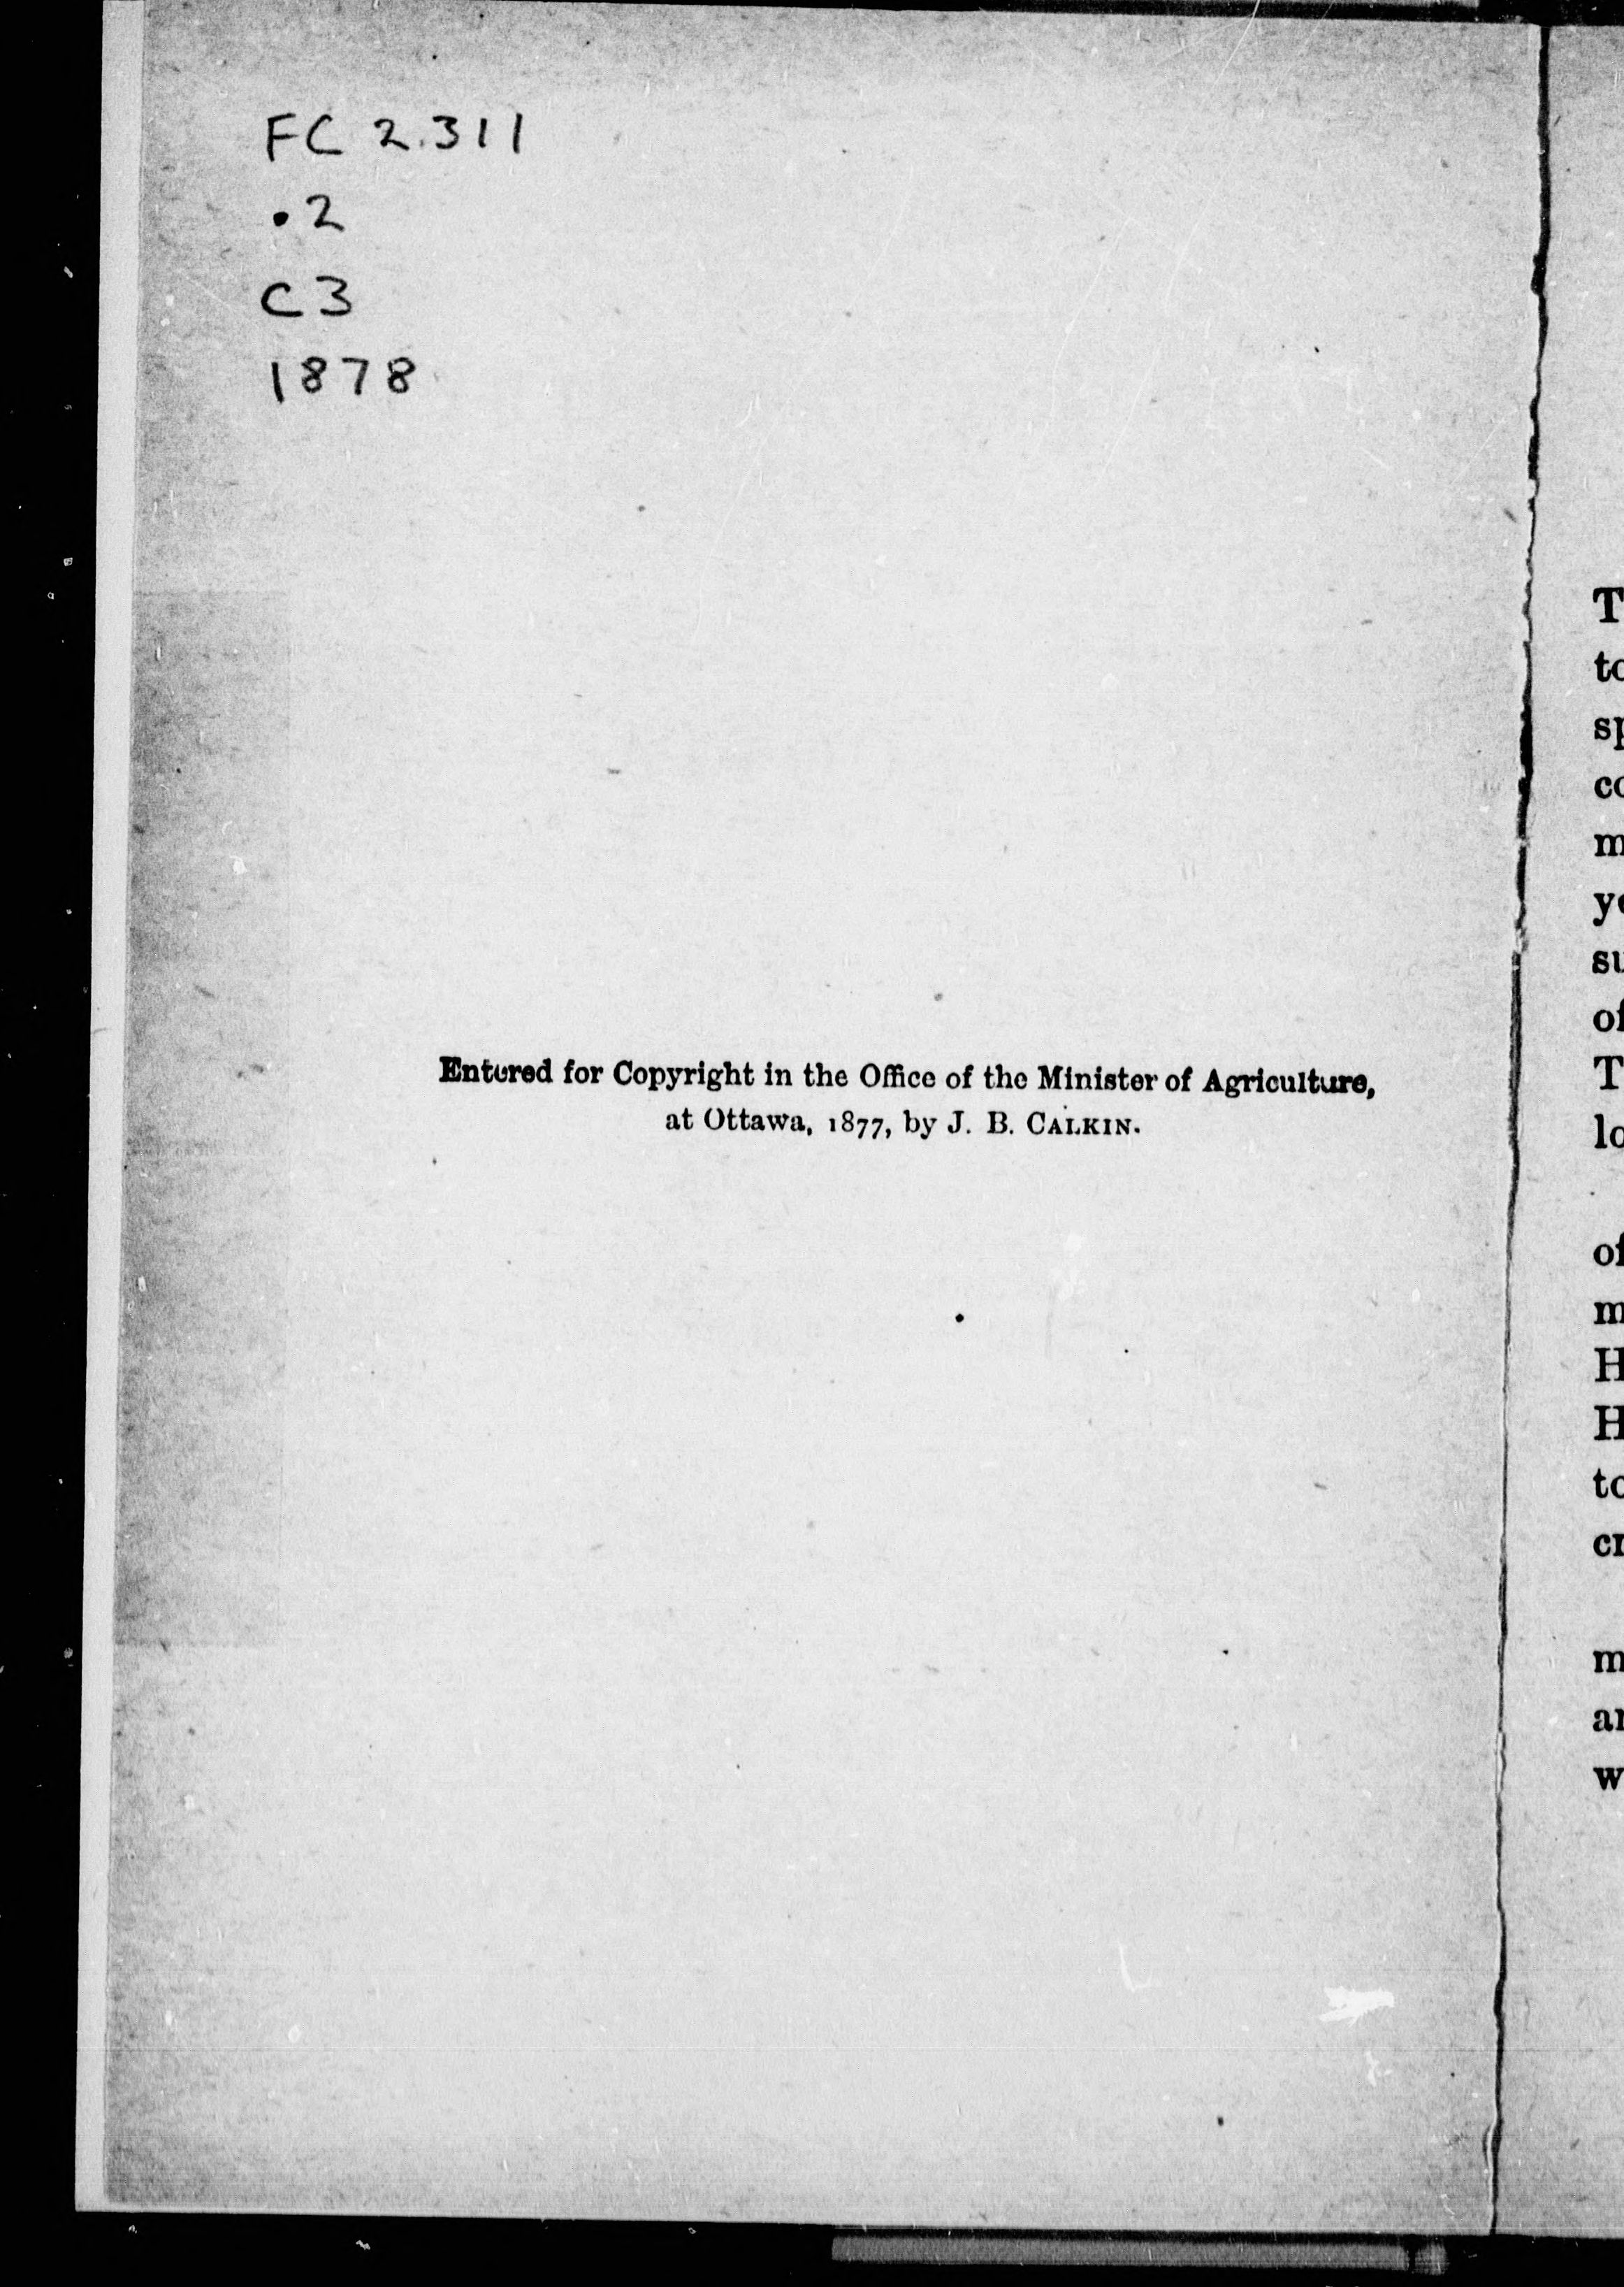 FC 2.311
.2
C3
1878
Entered for Copyright in the Office of the Minister of Agriculture,
at Ottawa, 1877, by J. B. CALKIN.